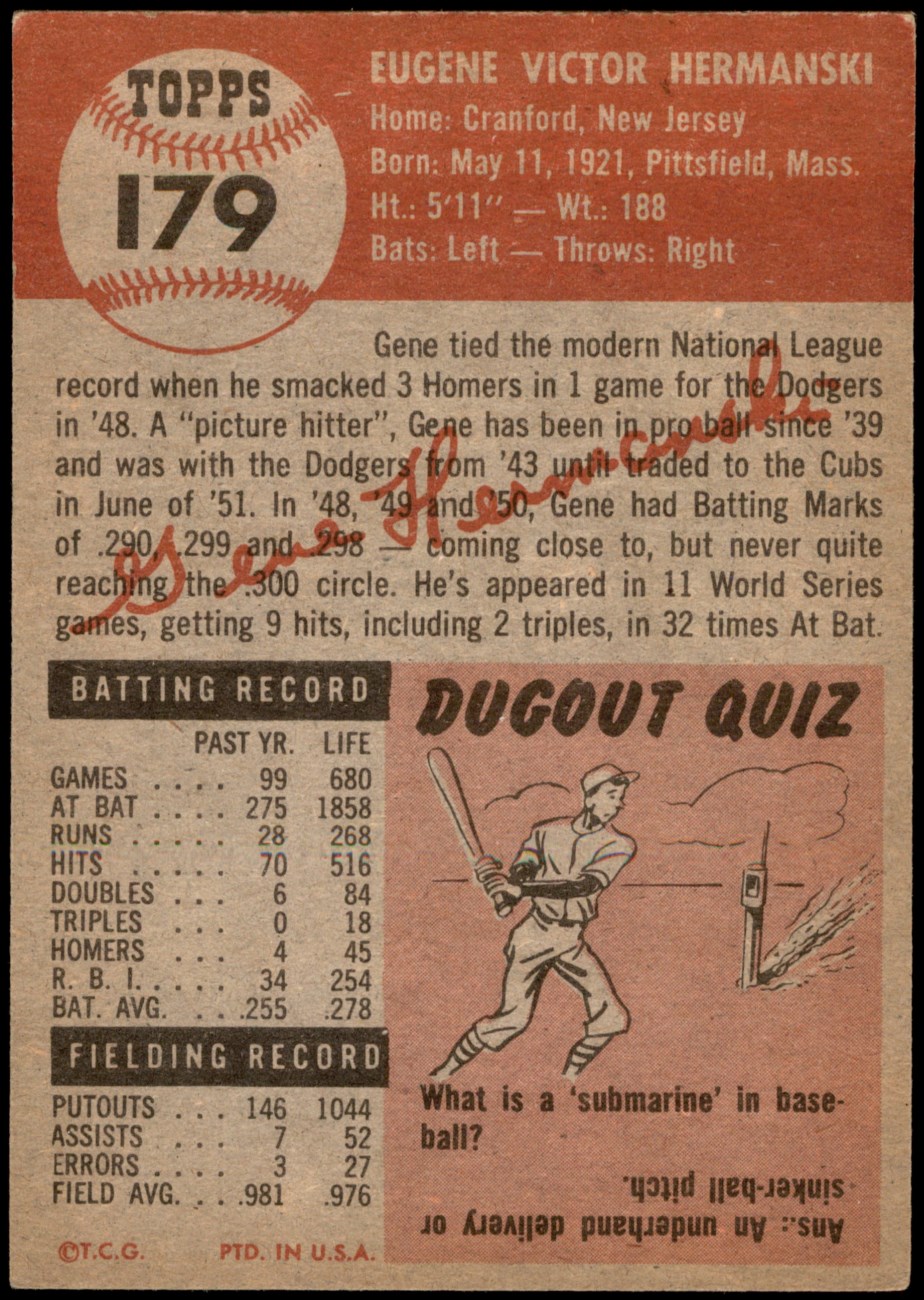 TOPPS
179
EUGENE VICTOR HERMANSKI
Home: Cranford, New Jersey
Born: May 11, 1921, Pittsfield, Mass.
Ht.: 5'11" — Wt.: 188
Bats: Left — Throws: Right
Gene tied the modern National League
record when he smacked 3 Homers in 1 game for the Dodgers
in '48. A "picture hitter", Gene has been in pro ball since '39
and was with the Dodgers from '43 until traded to the Cubs
in June of '51. In '48, '49 and '50, Gene had Batting Marks
of .290, .299 and .298 — coming close to, but never quite
reaching the .300 circle. He's appeared in 11 World Series
games, getting 9 hits, including 2 triples, in 32 times At Bat.
Gene Hermanski
BATTING RECORD
PAST YR. LIFE
GAMES . . . . 99 680
AT BAT . . . . 275 1858
RUNS . . . . . 28 268
HITS . . . . . 70 516
DOUBLES . . . 6 84
TRIPLES . . . 0 18
HOMERS . . . 4 45
R. B. I. . . . . 34 254
BAT. AVG. . . .255 .278
FIELDING RECORD
PUTOUTS . . . 146 1044
ASSISTS . . . . 7 52
ERRORS . . . . 3 27
FIELD AVG. . . .981 .976
©T.C.G. PTD. IN U.S.A.
DUGOUT QUIZ
What is a 'submarine' in base-
ball?
Ans.: An underhand delivery or
sinker-ball pitch.